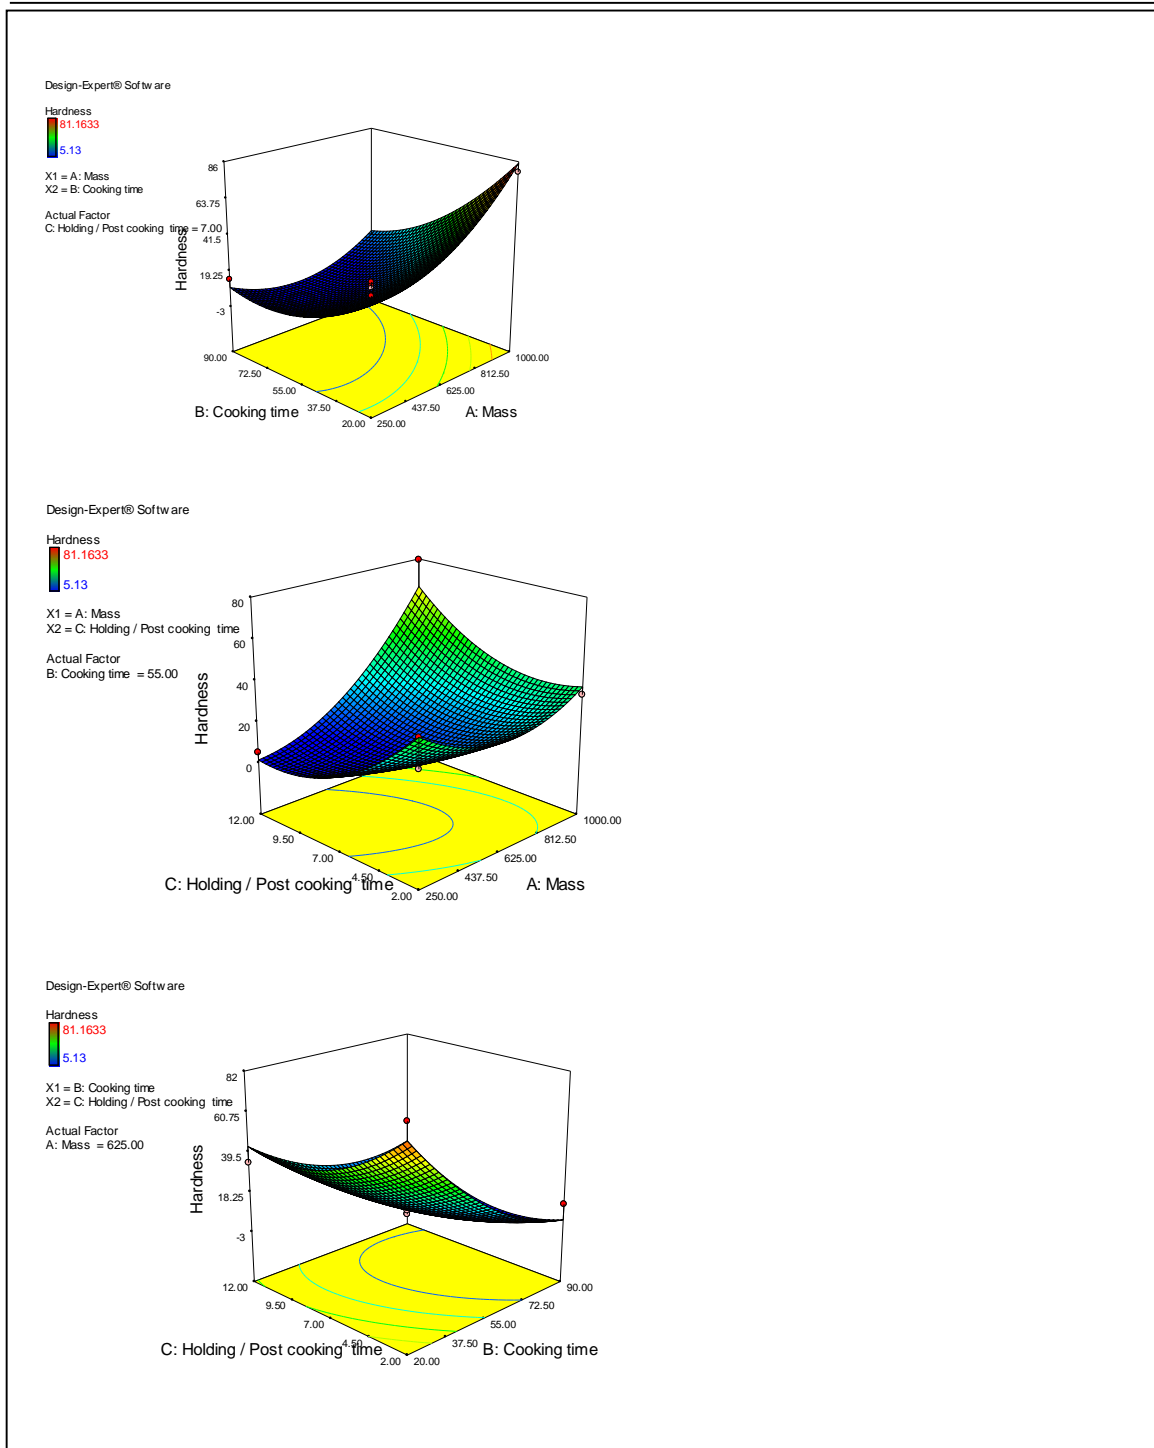 Design-Expert® Software
Hardness
81.1633
5.13
X1 = A: Mass
X2 = B: Cooking time
Actual Factor
C: Holding / Post cooking time = 7.00
86
63.75
41.5
19.25
-3
Hardness
90.00
72.50
55.00
37.50
20.00
250.00
437.50
625.00
812.50
1000.00
B: Cooking time
A: Mass
Design-Expert® Software
Hardness
81.1633
5.13
X1 = A: Mass
X2 = C: Holding / Post cooking time
Actual Factor
B: Cooking time = 55.00
80
60
40
20
0
Hardness
12.00
9.50
7.00
4.50
2.00
250.00
437.50
625.00
812.50
1000.00
C: Holding / Post cooking time
A: Mass
Design-Expert® Software
Hardness
81.1633
5.13
X1 = B: Cooking time
X2 = C: Holding / Post cooking time
Actual Factor
A: Mass = 625.00
82
60.75
39.5
18.25
-3
Hardness
12.00
9.50
7.00
4.50
2.00
20.00
37.50
55.00
72.50
90.00
C: Holding / Post cooking time
B: Cooking time